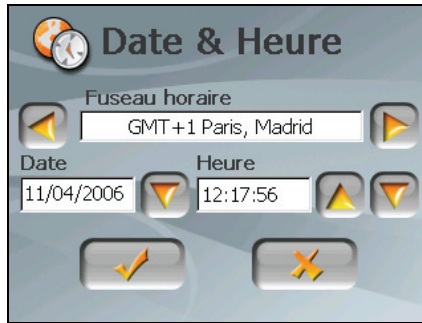 Date & Heure
Fuseau horaire
GMT+1 Paris, Madrid
Date Heure
11/04/2006 12:17:56